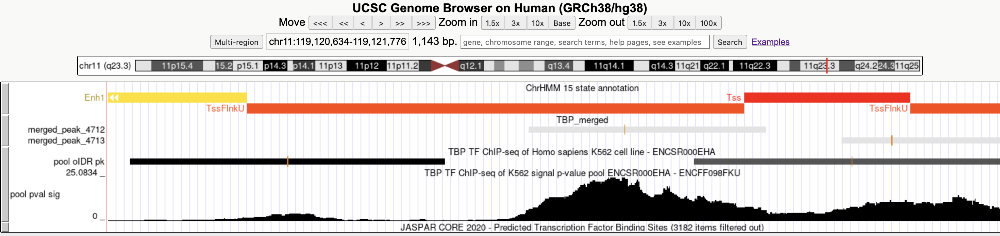 UCSC Genome Browser on Human (GRCh38/hg38)
Move <<< << < > >> >>> Zoom in 1.5x 3x 10x Base Zoom out 1.5x 3x 10x 100x
Multi-region chr11:119,120,634-119,121,776 1,143 bp. gene, chromosome range, search terms, help pages, see examples Search Examples
chr11 (q23.3) 11p15.4 15.2 p15.1 p14.3 p14.1 11p13 11p12 11p11.2 q12.1 q13.4 11q14.1 q14.3 11q21 q22.1 11q22.3 11q23.3 q24.2 24.3 11q25
ChrHMM 15 state annotation
Enh1 Tss
TssFlnkU TssFlnkU
TBP_merged
merged_peak_4712
merged_peak_4713
TBP TF ChIP-seq of Homo sapiens K562 cell line - ENCSR000EHA
pool oIDR pk
25.0834 _ TBP TF ChIP-seq of K562 signal p-value pool ENCSR000EHA - ENCFF098FKU
pool pval sig
0 _
JASPAR CORE 2020 - Predicted Transcription Factor Binding Sites (3182 items filtered out)